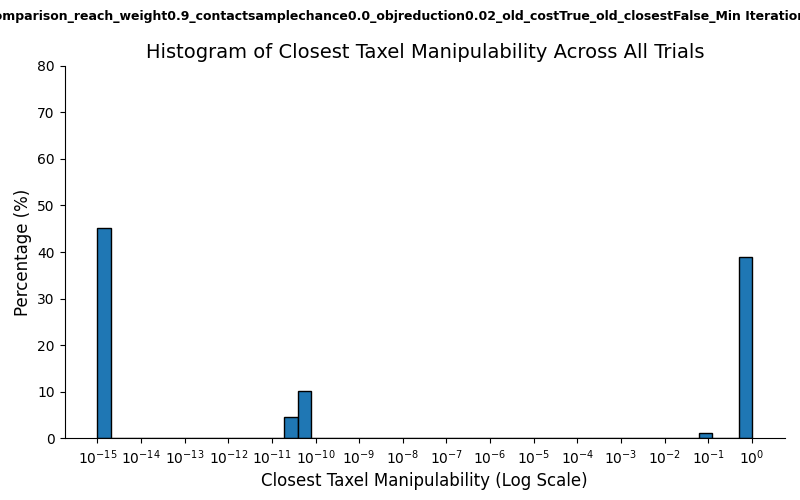 omparison_reach_weight0.9_contactsamplechance0.0_objreduction0.02_old_costTrue_old_closestFalse_Min Iteration
Histogram of Closest Taxel Manipulability Across All Trials
80
70
60
50
40
30
20
10
0
Percentage (%)
10⁻¹⁵ 10⁻¹⁴ 10⁻¹³ 10⁻¹² 10⁻¹¹ 10⁻¹⁰ 10⁻⁹ 10⁻⁸ 10⁻⁷ 10⁻⁶ 10⁻⁵ 10⁻⁴ 10⁻³ 10⁻² 10⁻¹ 10⁰
Closest Taxel Manipulability (Log Scale)